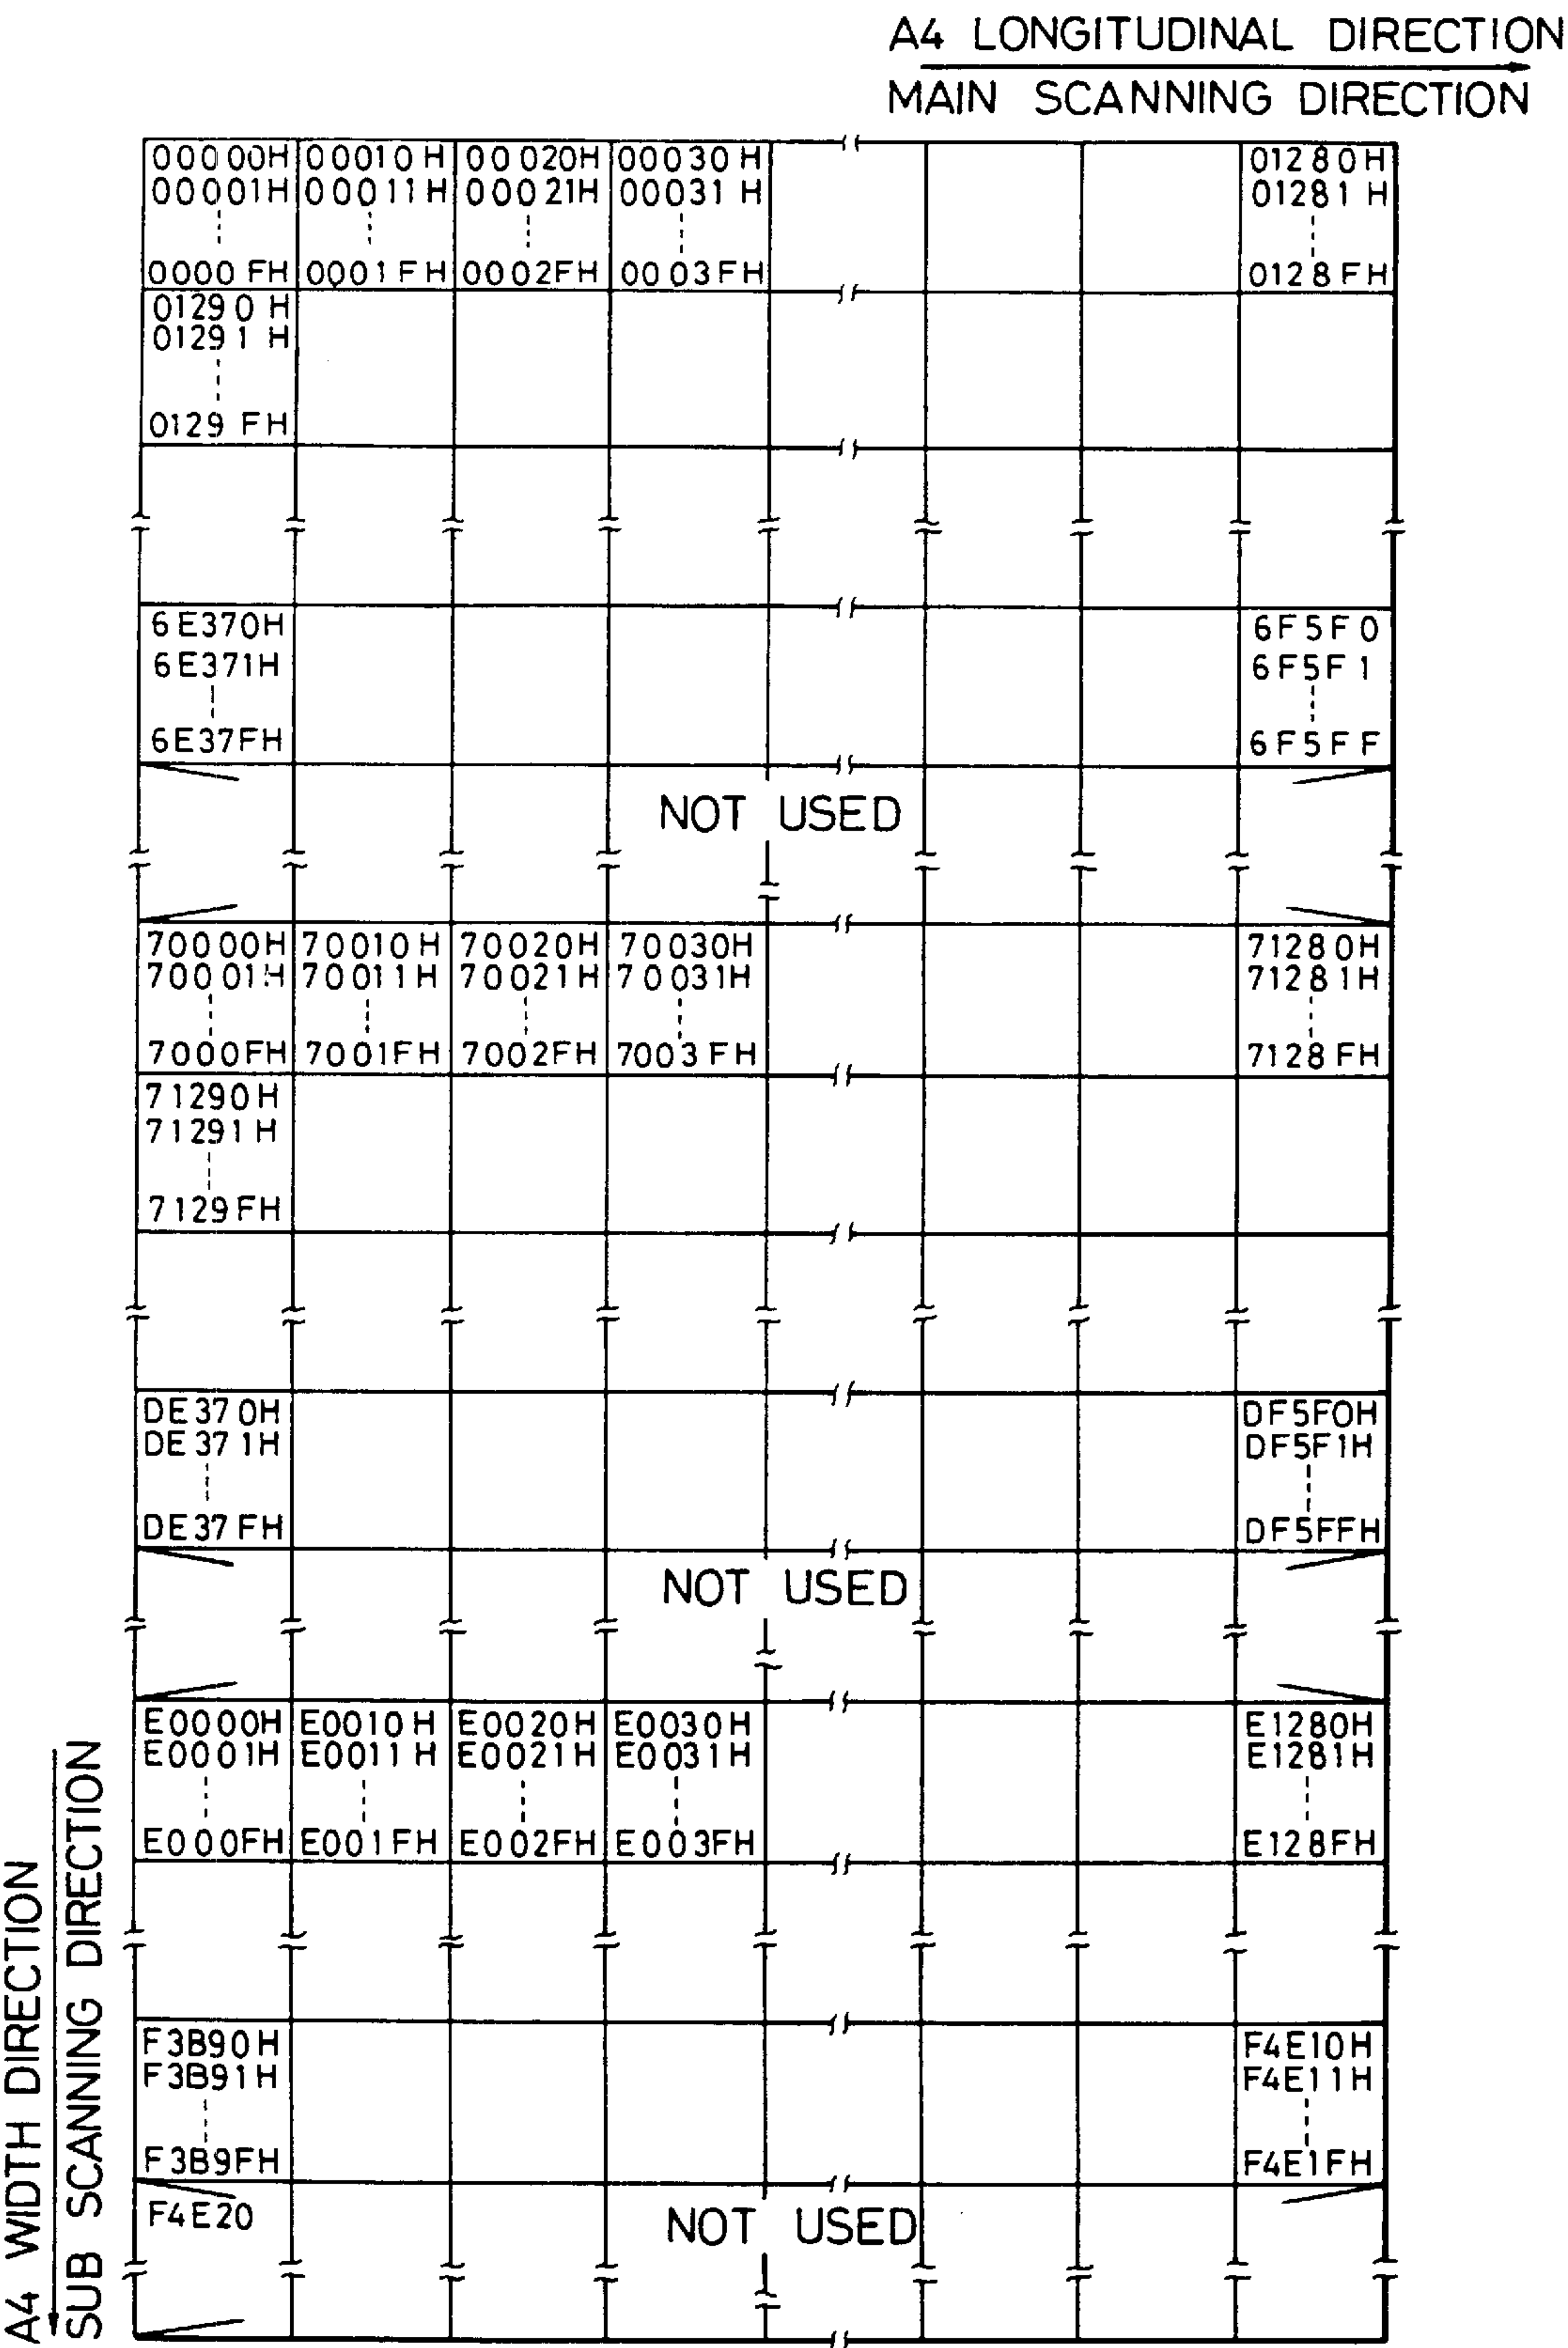 A4 LONGITUDINAL DIRECTION
MAIN SCANNING DIRECTION
00000H 00010H 00020H 00030H 01280H
00001H 00011H 00021H 00031H 01281H
0000FH 0001FH 0002FH 0003FH 0128FH
01290H
01291H
0129FH
6E370H 6F5F0
6E371H 6F5F1
6E37FH 6F5FF
NOT USED
70000H 70010H 70020H 70030H 71280H
70001H 70011H 70021H 70031H 71281H
7000FH 7001FH 7002FH 7003FH 7128FH
71290H
71291H
7129FH
DE370H DF5F0H
DE371H DF5F1H
DE37FH DF5FFH
NOT USED
E0000H E0010H E0020H E0030H E1280H
E0001H E0011H E0021H E0031H E1281H
E000FH E001FH E002FH E003FH E128FH
F3B90H F4E10H
F3B91H F4E11H
F3B9FH F4E1FH
F4E20
NOT USED
A4 WIDTH DIRECTION
SUB SCANNING DIRECTION